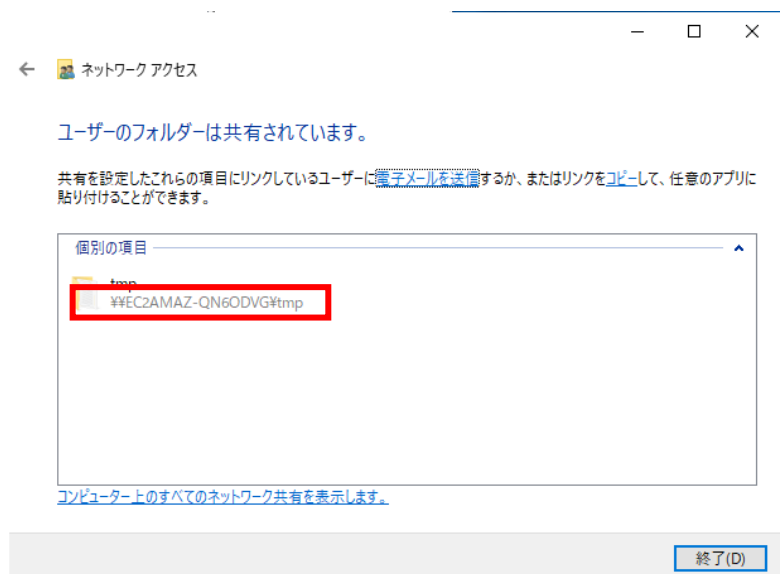 ネットワーク アクセス
ユーザーのフォルダーは共有されています。
共有を設定したこれらの項目にリンクしているユーザーに電子メールを送信するか、またはリンクをコピーして、任意のアプリに
貼り付けることができます。
個別の項目
tmp
¥¥EC2AMAZ-QN6ODVG¥tmp
コンピューター上のすべてのネットワーク共有を表示します。
終了(D)